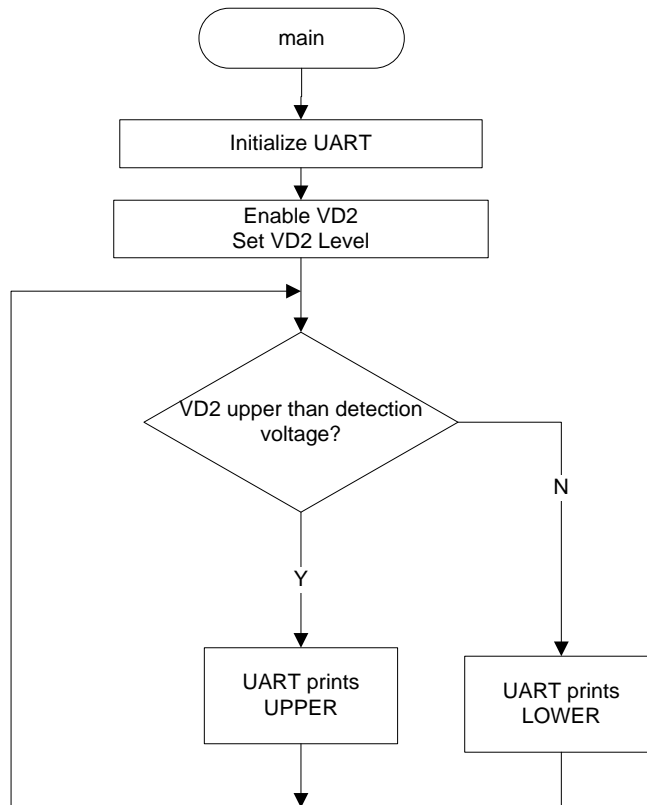 main
Initialize UART
Enable VD2
Set VD2 Level
VD2 upper than detection
voltage?
N
Y
UART prints
UPPER
UART prints
LOWER